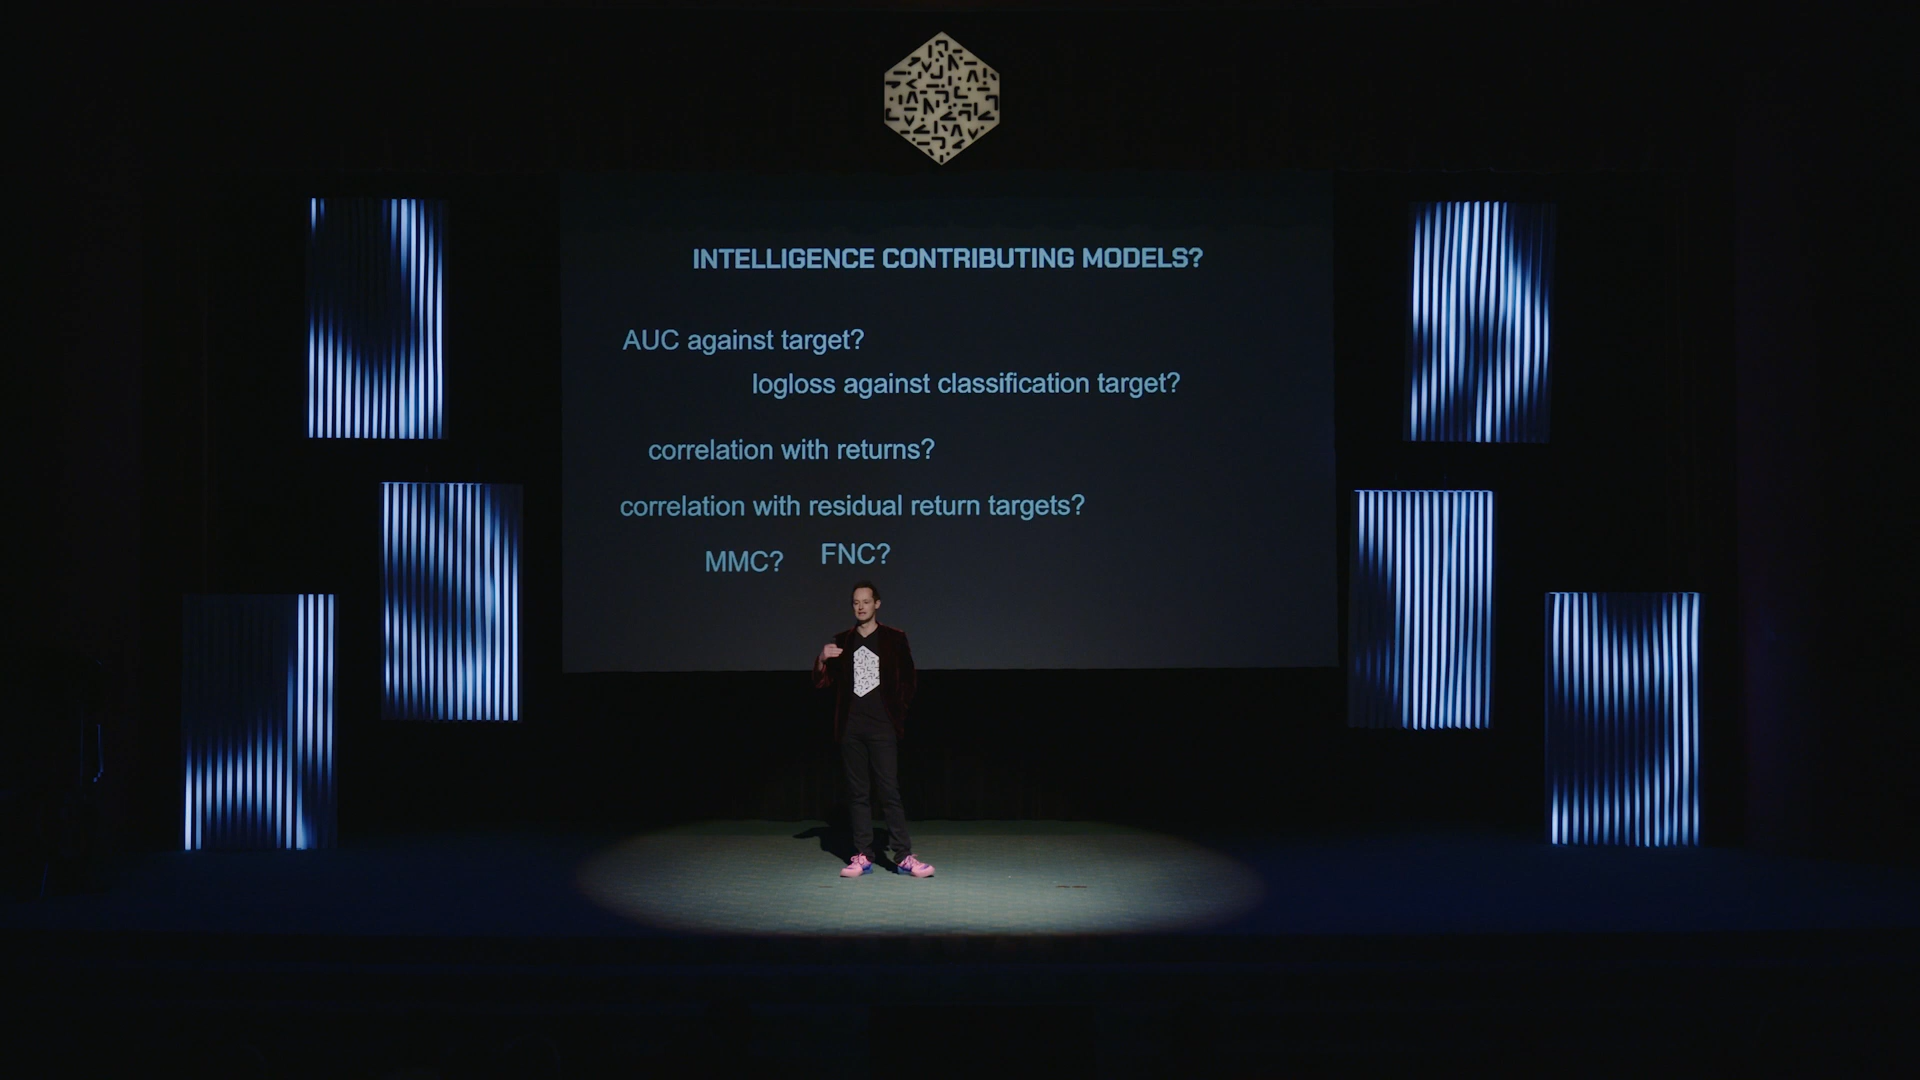 INTELLIGENCE CONTRIBUTING MODELS?
AUC against target?
logloss against classification target?
correlation with returns?
correlation with residual return targets?
MMC? FNC?